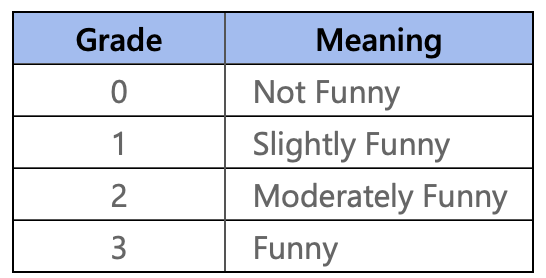 Grade Meaning
0 Not Funny
1 Slightly Funny
2 Moderately Funny
3 Funny